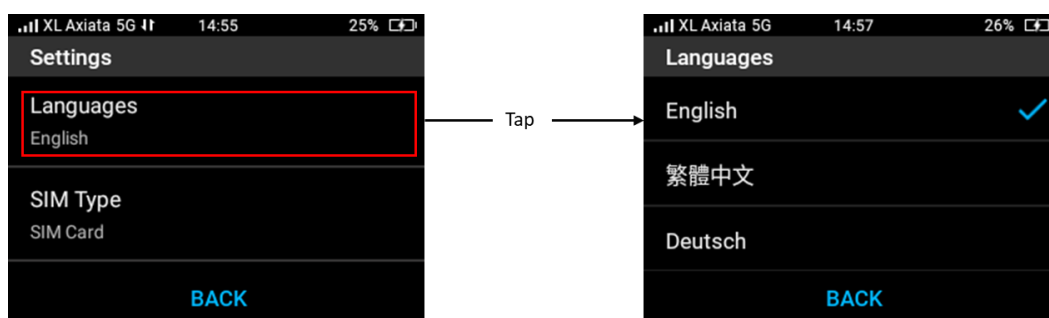 XL Axiata 5G 14:55 25%
Settings
Languages
English
SIM Type
SIM Card
BACK
Tap
XL Axiata 5G 14:57 26%
Languages
English
繁體中文
Deutsch
BACK